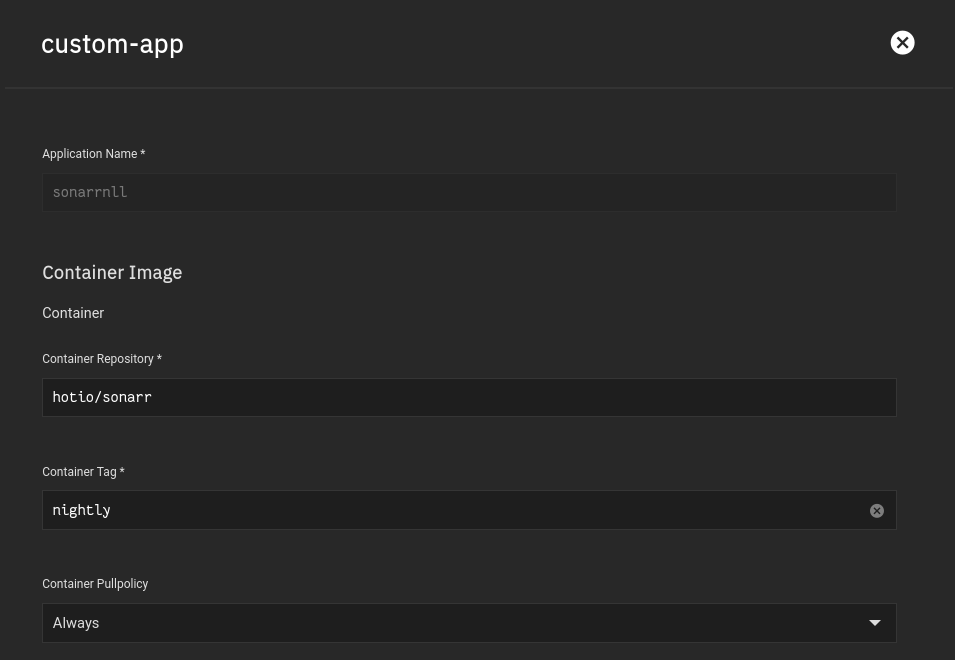 custom-app
Application Name *
sonarrnll
Container Image
Container
Container Repository *
hotio/sonarr
Container Tag *
nightly
Container Pullpolicy
Always